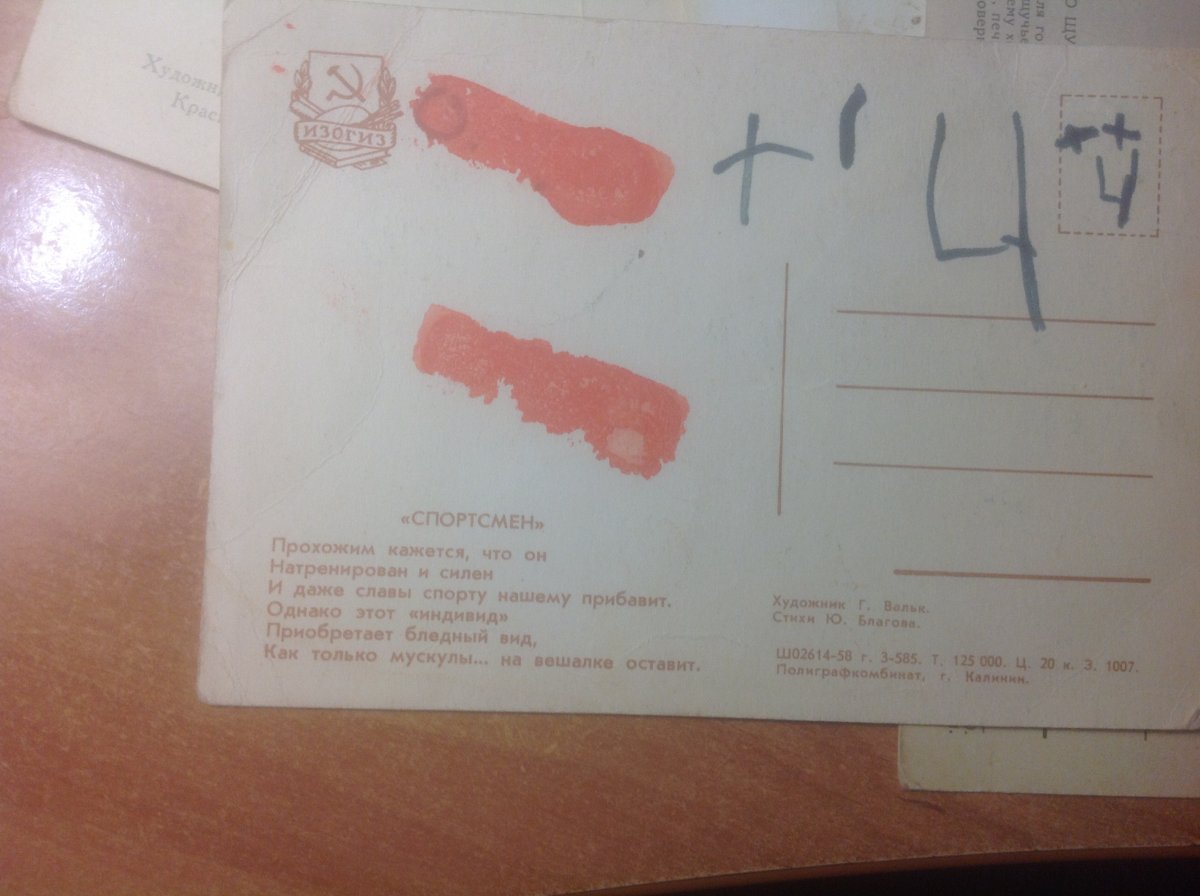 Художн
Крас
ИЗОГИЗ
+ ' Ч
«СПОРТСМЕН»
Прохожим кажется, что он
Натренирован и силен
И даже славы спорту нашему прибавит.
Однако этот «индивид»
Приобретает бледный вид,
Как только мускулы... на вешалке оставит.
Художник Г. Вальк.
Стихи Ю. Благова.
Ш02614-58 г. 3-585. Т. 125 000. Ц. 20 к. З. 1007.
Полиграфкомбинат, г. Калинин.